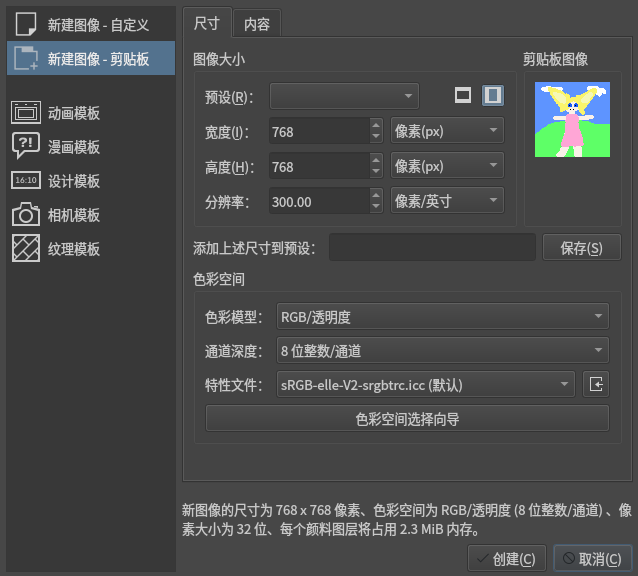 新建图像 - 自定义
新建图像 - 剪贴板
动画模板
?!
漫画模板
16:10
设计模板
相机模板
纹理模板
尺寸
内容
图像大小
剪贴板图像
预设(R):
宽度(I): 768 像素(px)
高度(H): 768 像素(px)
分辨率: 300.00 像素/英寸
添加上述尺寸到预设: 保存(S)
色彩空间
色彩模型: RGB/透明度
通道深度: 8 位整数/通道
特性文件: sRGB-elle-V2-srgbtrc.icc (默认)
色彩空间选择向导
新图像的尺寸为 768 x 768 像素、色彩空间为 RGB/透明度 (8 位整数/通道) 、像
素大小为 32 位、每个颜料图层将占用 2.3 MiB 内存。
创建(C)
取消(C)